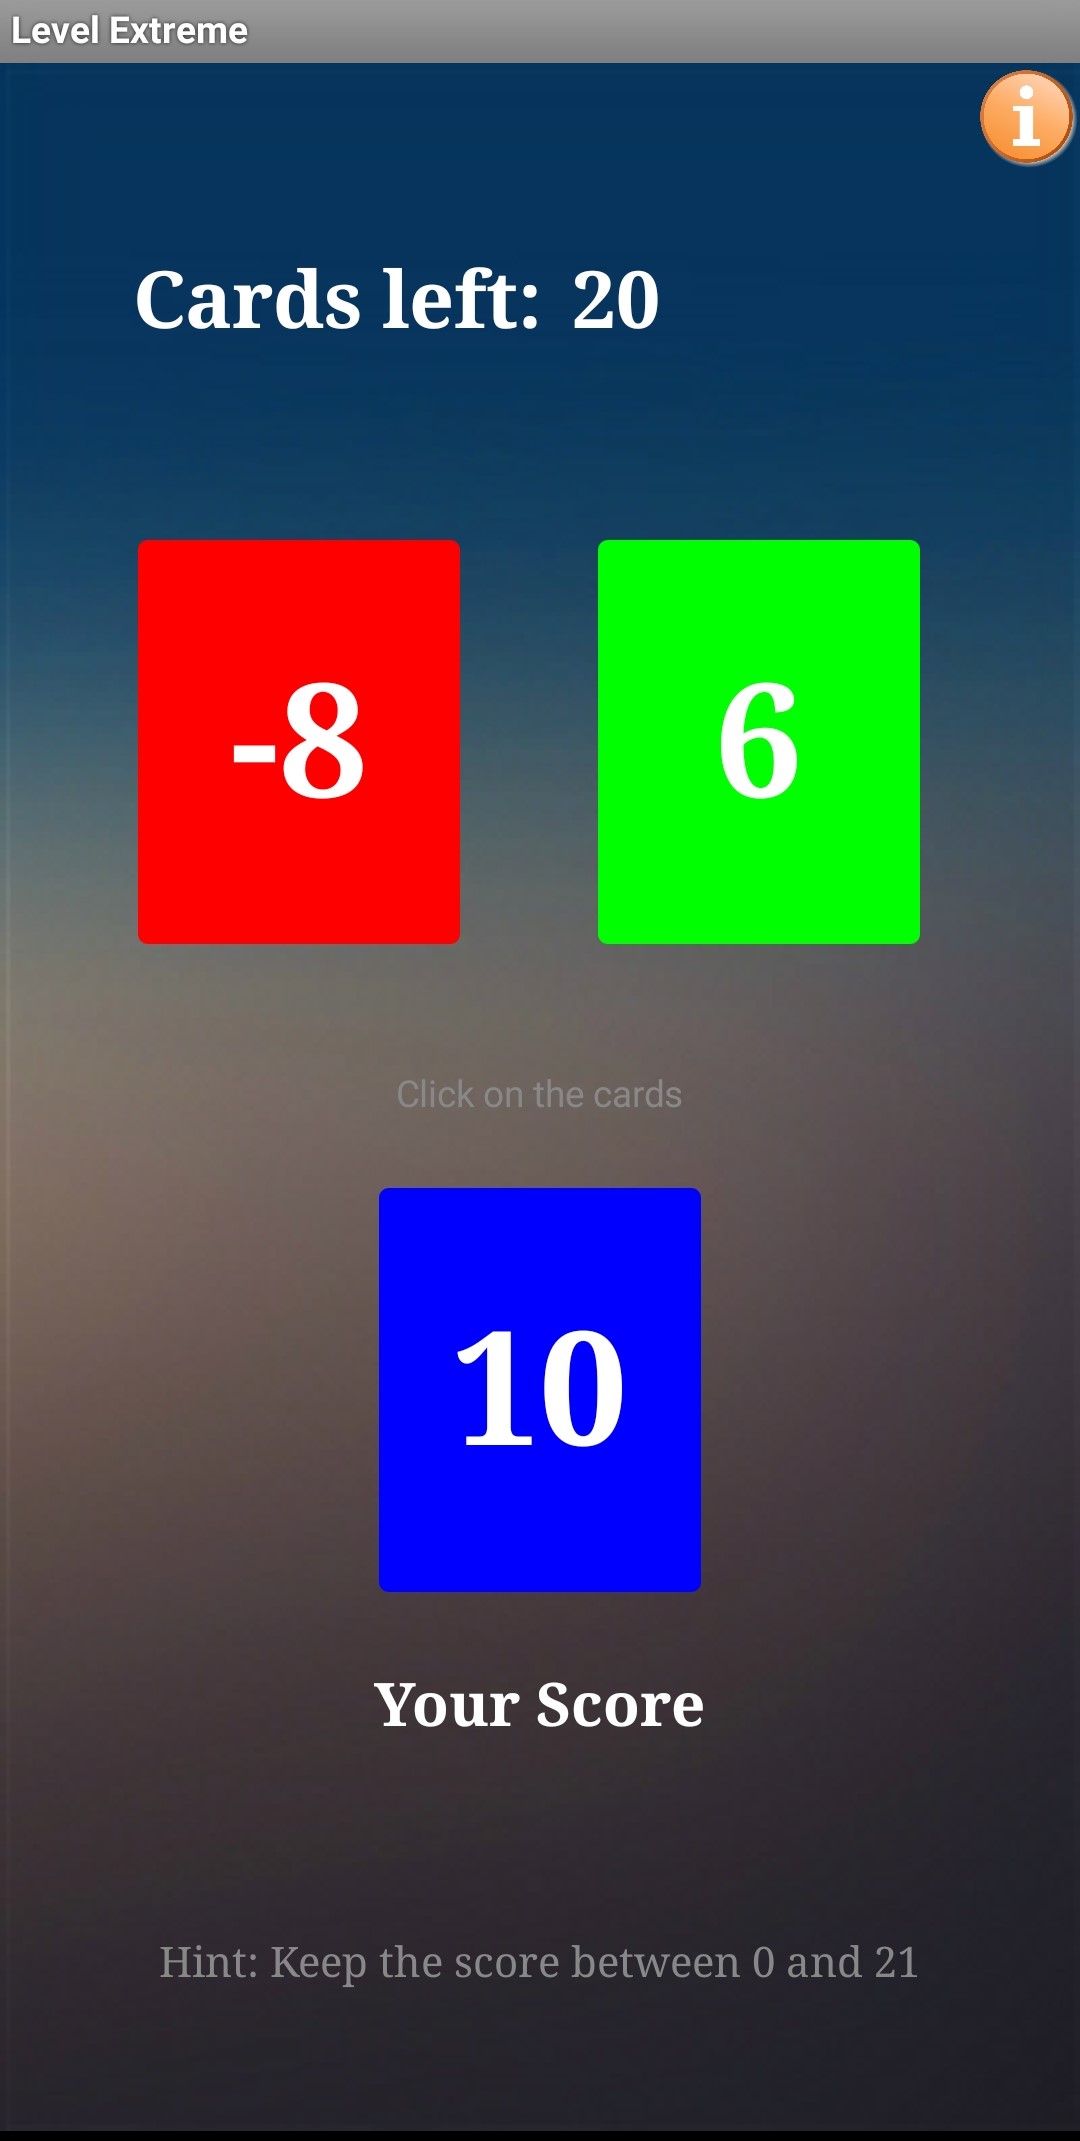 Level Extreme
i
Cards left: 20
-8
6
Click on the cards
10
Your Score
Hint: Keep the score between 0 and 21